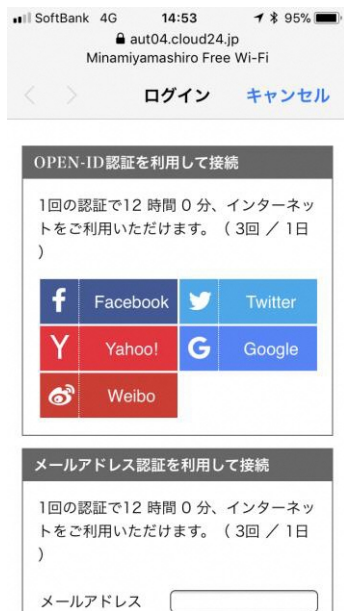 SoftBank 4G 14:53 95%
aut04.cloud24.jp
Minamiyamashiro Free Wi-Fi
ログイン キャンセル
OPEN-ID認証を利用して接続
1回の認証で12 時間 0 分、インターネッ
トをご利用いただけます。（ 3回 ／ 1日
）
Facebook Twitter
Yahoo! Google
Weibo
メールアドレス認証を利用して接続
1回の認証で12 時間 0 分、インターネッ
トをご利用いただけます。（ 3回 ／ 1日
）
メールアドレス